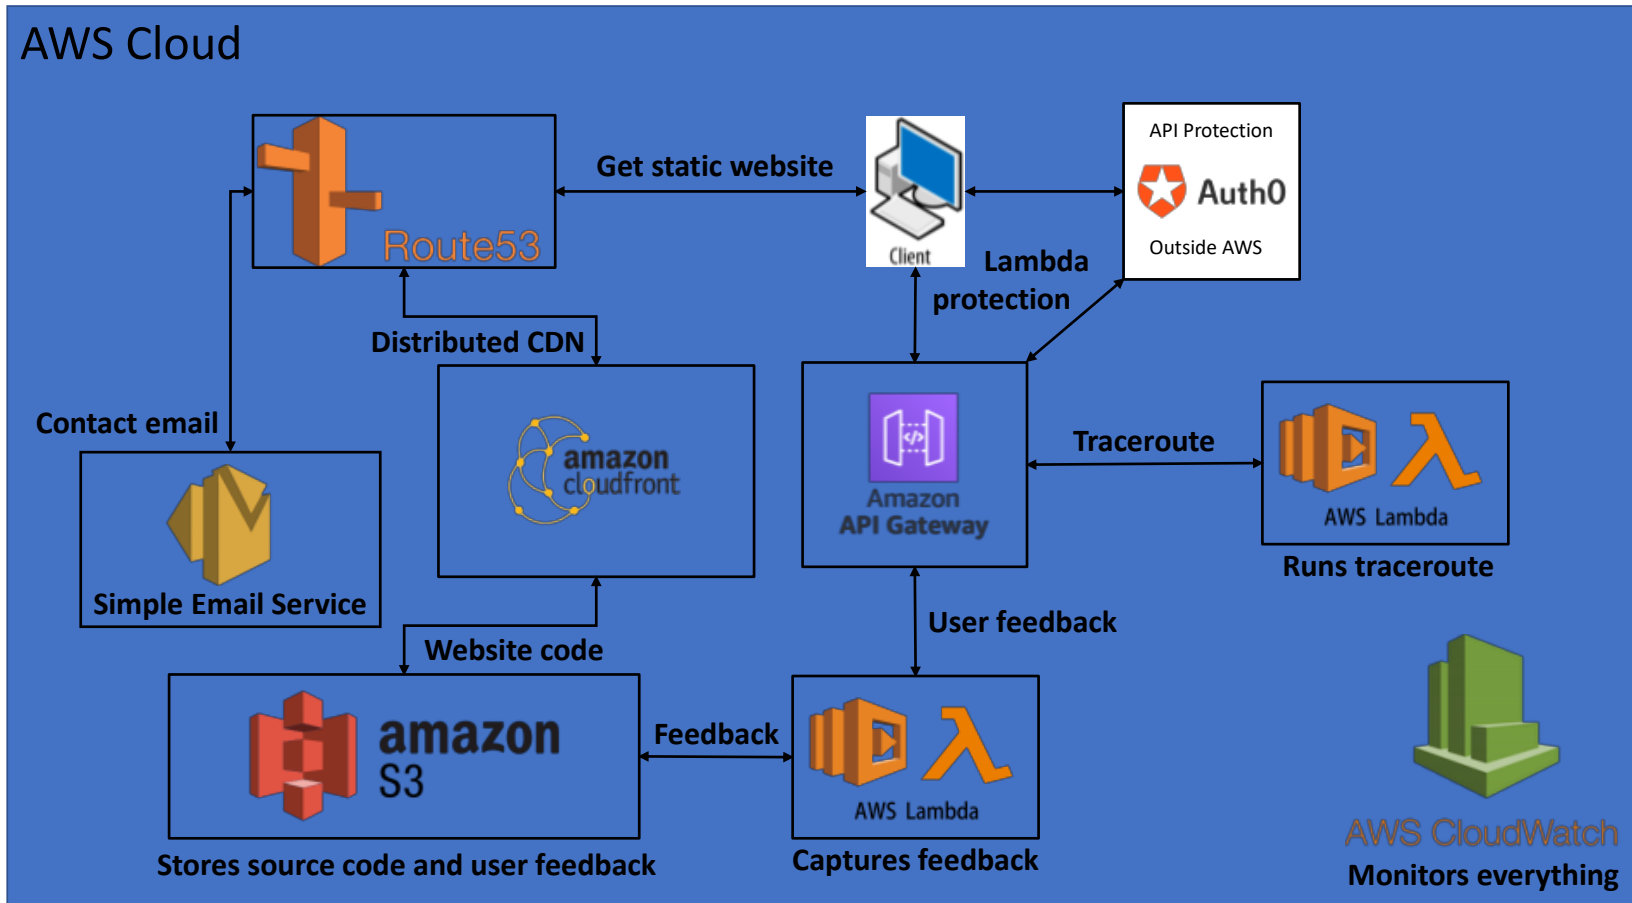 AWS Cloud
Route53
Get static website
Client
API Protection
Auth0
Outside AWS
Lambda
protection
Distributed CDN
Contact email
Simple Email Service
amazon
cloudfront
</>
Amazon
API Gateway
Traceroute
AWS Lambda
Runs traceroute
User feedback
Website code
amazon
S3
Stores source code and user feedback
Feedback
AWS Lambda
Captures feedback
AWS CloudWatch
Monitors everything